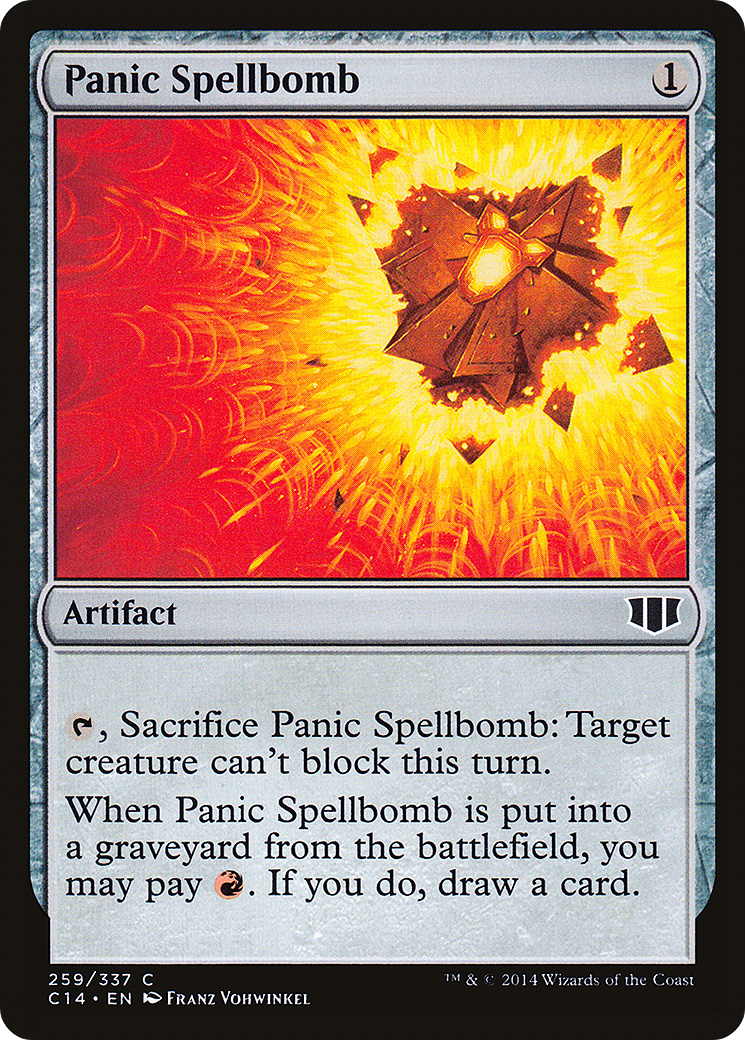 Panic Spellbomb 1
Artifact
, Sacrifice Panic Spellbomb: Target
creature can't block this turn.
When Panic Spellbomb is put into
a graveyard from the battlefield, you
may pay . If you do, draw a card.
259/337 C ™ & © 2014 Wizards of the Coast
C14 • EN Franz Vohwinkel